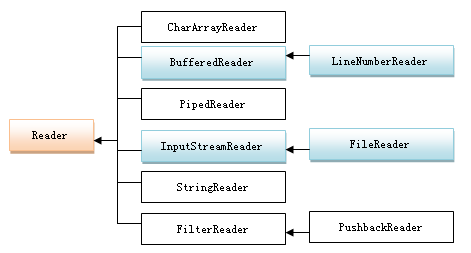 CharArrayReader
BufferedReader
LineNumberReader
PipedReader
Reader
InputStreamReader
FileReader
StringReader
FilterReader
PushbackReader